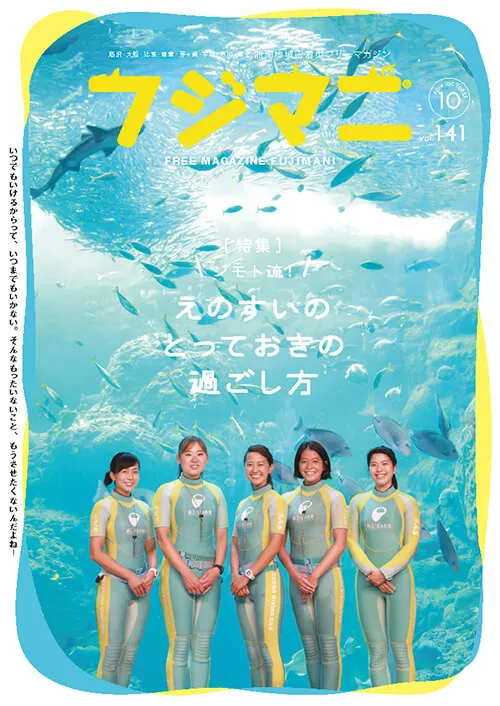 フジマニ
FREE MAGAZINE FUJIMANI
10
vol.141
[特集]
ジモト流!
えのすいの
とっておきの
過ごし方
いつでもいけるからって、いつまでもいかない。そんなもったいないこと、もうさせたくないんだよね!